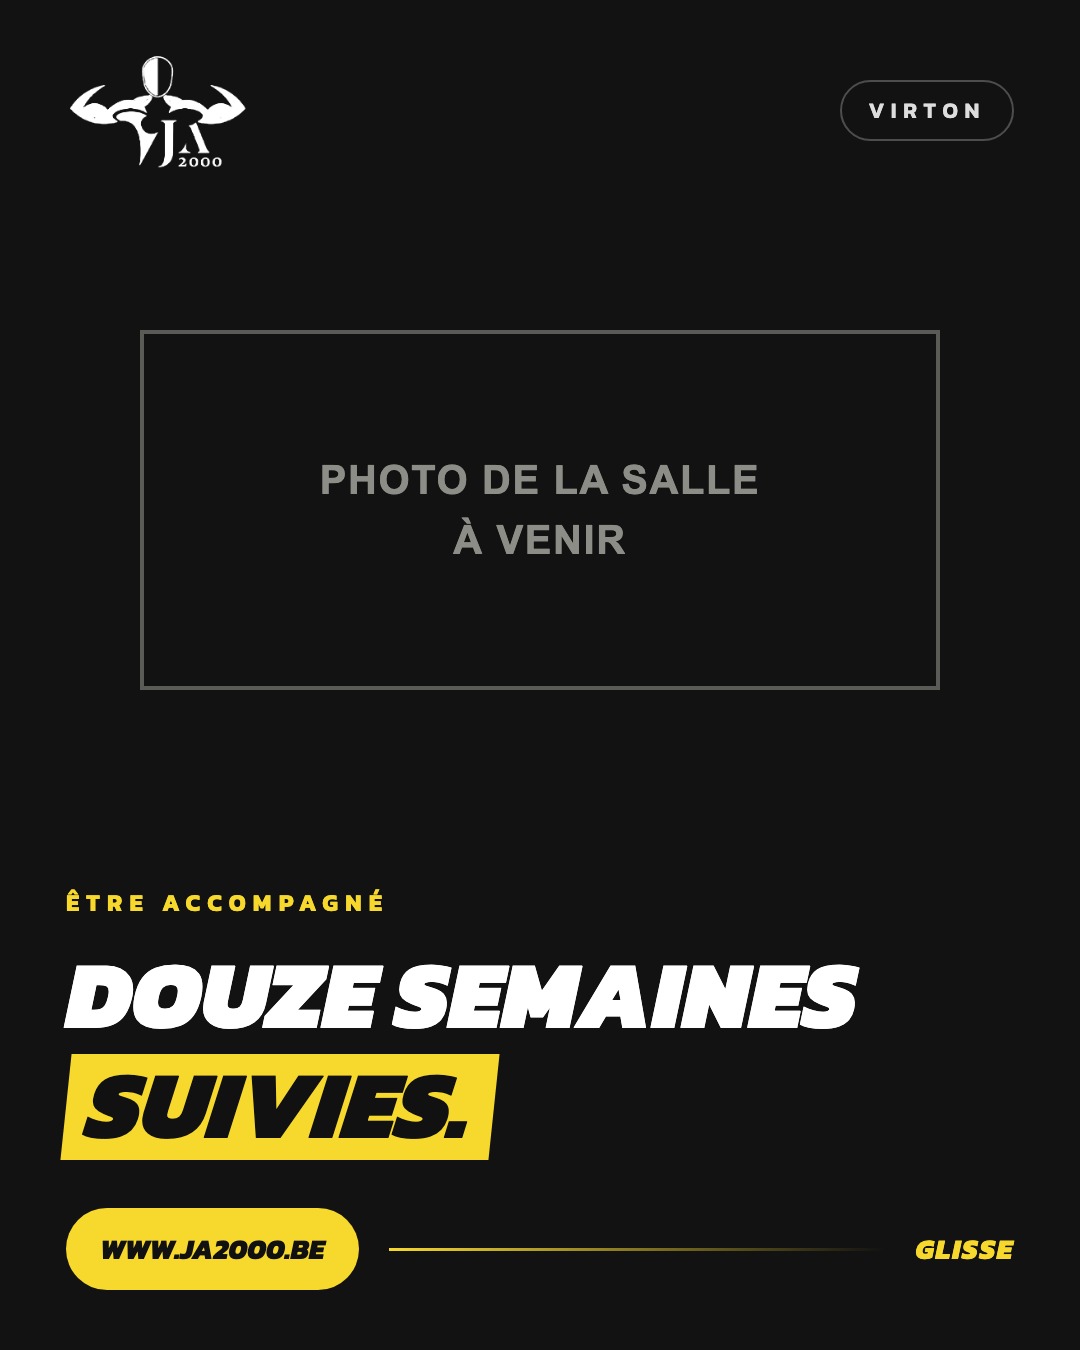 JA
2000
VIRTON
PHOTO DE LA SALLE
À VENIR
ÊTRE ACCOMPAGNÉ
DOUZE SEMAINES
SUIVIES.
WWW.JA2000.BE
GLISSE